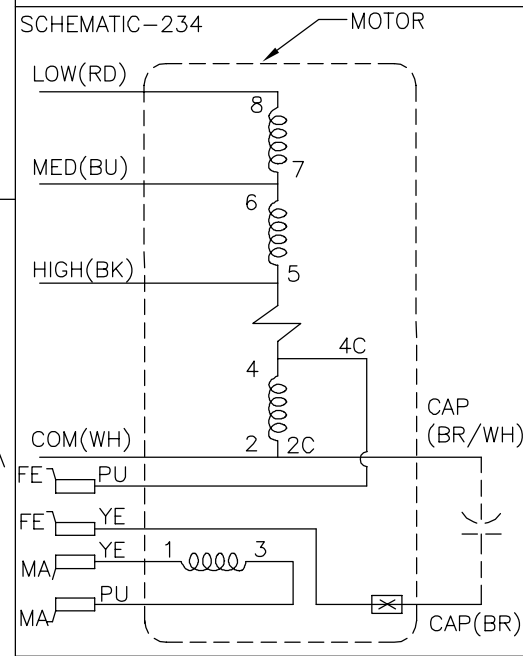 SCHEMATIC-234
MOTOR
LOW(RD)
8
7
MED(BU)
6
5
HIGH(BK)
4
4C
CAP
(BR/WH)
COM(WH)
2 2C
FE PU
FE YE
MA YE 1 3
MA PU
CAP(BR)